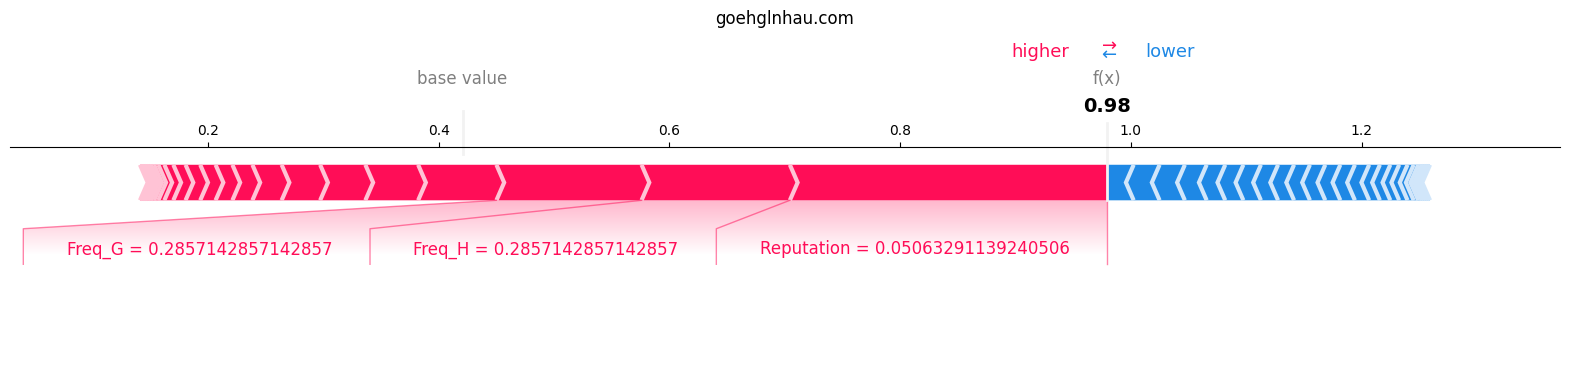 goehglnhau.com
higher → ← lower
base value f(x)
0.98
0.2 0.4 0.6 0.8 1.0 1.2
Freq_G = 0.2857142857142857 Freq_H = 0.2857142857142857 Reputation = 0.05063291139240506